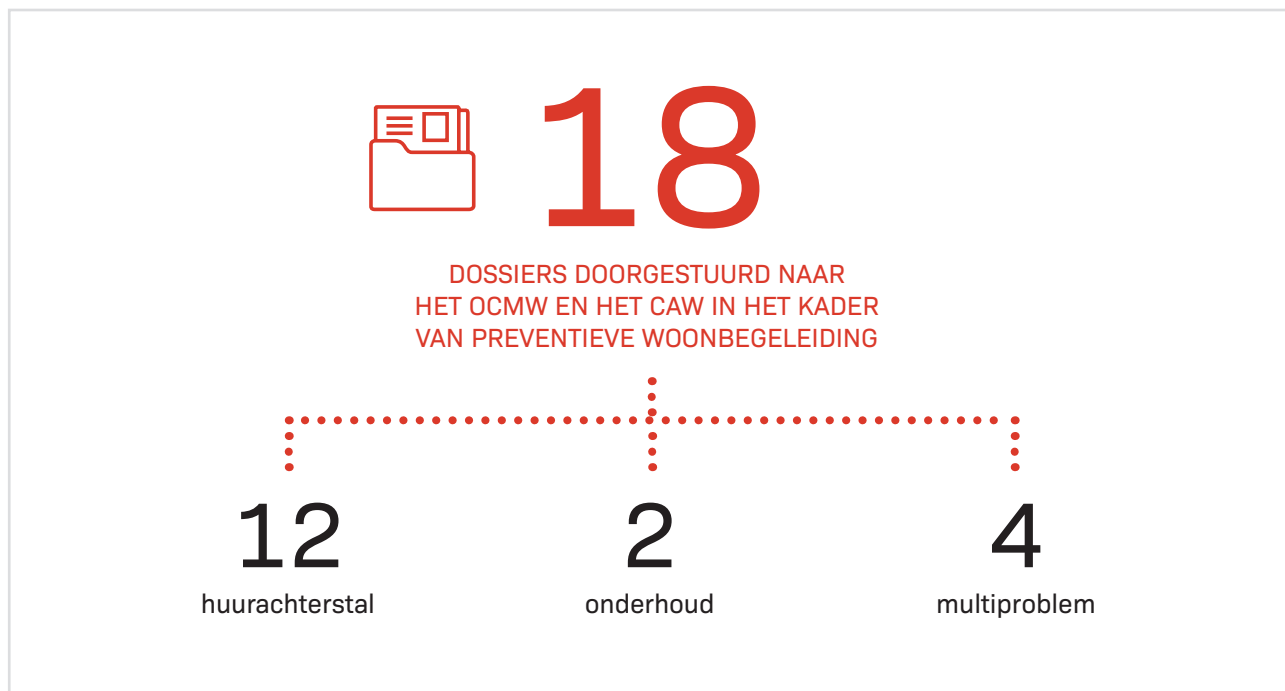 18
DOSSIERS DOORGESTUURD NAAR
HET OCMW EN HET CAW IN HET KADER
VAN PREVENTIEVE WOONBEGELEIDING
12
huurachterstal
2
onderhoud
4
multiproblem